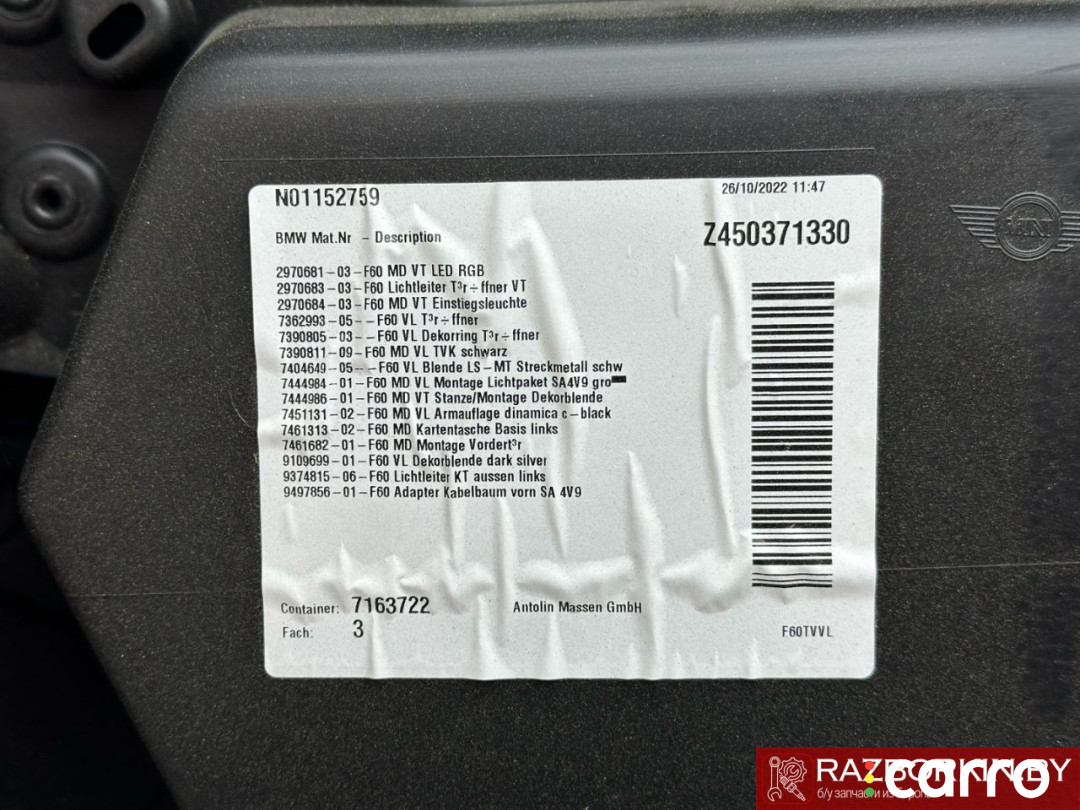 N01152759
26/10/2022 11:47
BMW Mat.Nr - Description
Z450371330
2970681-03-F60 MD VT LED RGB
2970683-03-F60 Lichtleiter T³r÷ffner VT
2970684-03-F60 MD VT Einstiegsleuchte
7362993-05--F60 VL T³r÷ffner
7390805-03--F60 VL Dekorring T³r÷ffner
7390811-09-F60 MD VL TVK schwarz
7404649-05--F60 VL Blende LS-MT Streckmetall schw
7444984-01-F60 MD VL Montage Lichtpaket SA4V9 gro▀
7444986-01-F60 MD VT Stanze/Montage Dekorblende
7451131-02-F60 MD VL Armauflage dinamica c-black
7461313-02-F60 MD Kartentasche Basis links
7461682-01-F60 MD Montage Vordert³r
9109699-01-F60 VL Dekorblende dark silver
9374815-06-F60 Lichtleiter KT aussen links
9497856-01-F60 Adapter Kabelbaum vorn SA 4V9
Container: 7163722
Antolin Massen GmbH
Fach: 3
F60TVVL
MINI
RAZBORKIN.BY
carro
б/у запчасти из